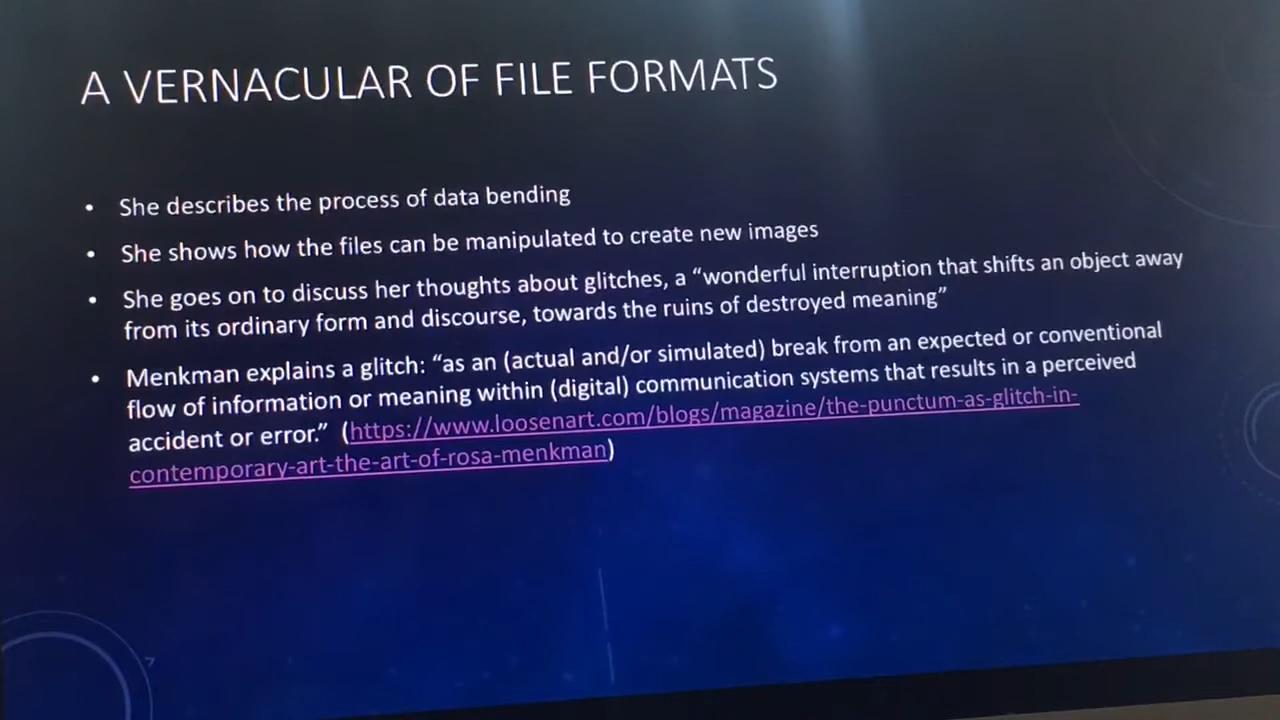 A VERNACULAR OF FILE FORMATS
• She describes the process of data bending
• She shows how the files can be manipulated to create new images
• She goes on to discuss her thoughts about glitches, a “wonderful interruption that shifts an object away
from its ordinary form and discourse, towards the ruins of destroyed meaning”
• Menkman explains a glitch: “as an (actual and/or simulated) break from an expected or conventional
flow of information or meaning within (digital) communication systems that results in a perceived
accident or error.” (https://www.loosenart.com/blogs/magazine/the-punctum-as-glitch-in-
contemporary-art-the-art-of-rosa-menkman)